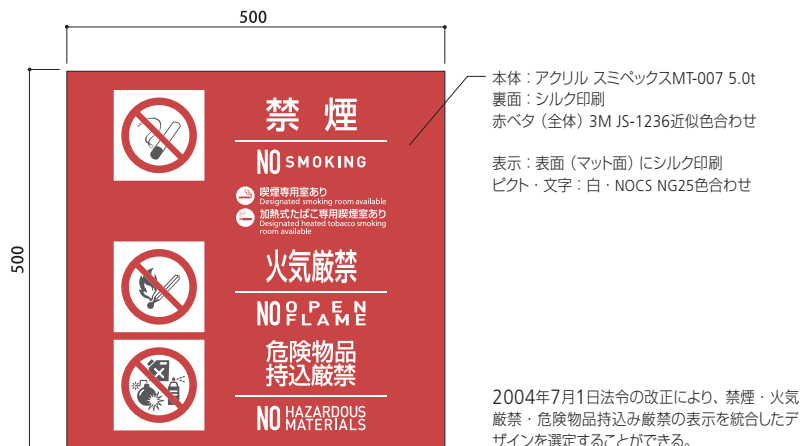 500
500
禁煙
NO SMOKING
喫煙専用室あり
Designated smoking room available
加熱式たばこ専用喫煙室あり
Designated heated tobacco smoking
room available
火気厳禁
NO OPEN
FLAME
危険物品
持込厳禁
NO HAZARDOUS
MATERIALS
本体：アクリル スミペックスMT-007 5.0t
裏面：シルク印刷
赤ベタ（全体）3M JS-1236近似色合わせ
表示：表面（マット面）にシルク印刷
ピクト・文字：白・NOCS NG25色合わせ
2004年7月1日法令の改正により、禁煙・火気
厳禁・危険物品持込み厳禁の表示を統合したデ
ザインを選定することができる。